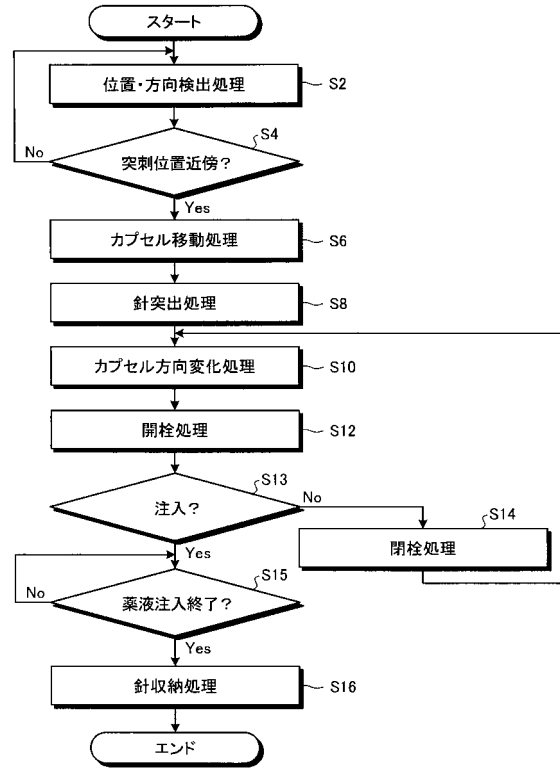 スタート
位置・方向検出処理
S2
S4
突刺位置近傍?
No
Yes
カプセル移動処理
S6
針突出処理
S8
カプセル方向変化処理
S10
開栓処理
S12
S13
注入?
No
Yes
S14
閉栓処理
S15
薬液注入終了?
No
Yes
針収納処理
S16
エンド